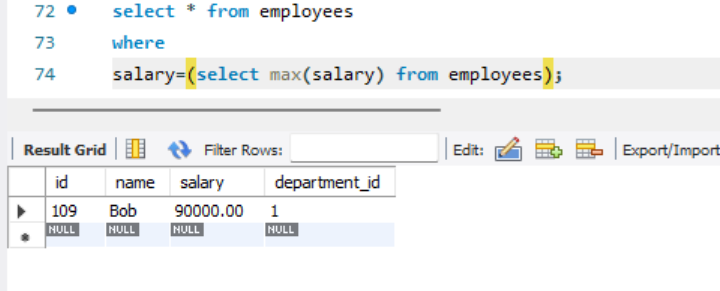 72 select * from employees
73 where
74 salary=(select max(salary) from employees);
Result Grid Filter Rows: Edit: Export/Import
id name salary department_id
109 Bob 90000.00 1
NULL NULL NULL NULL